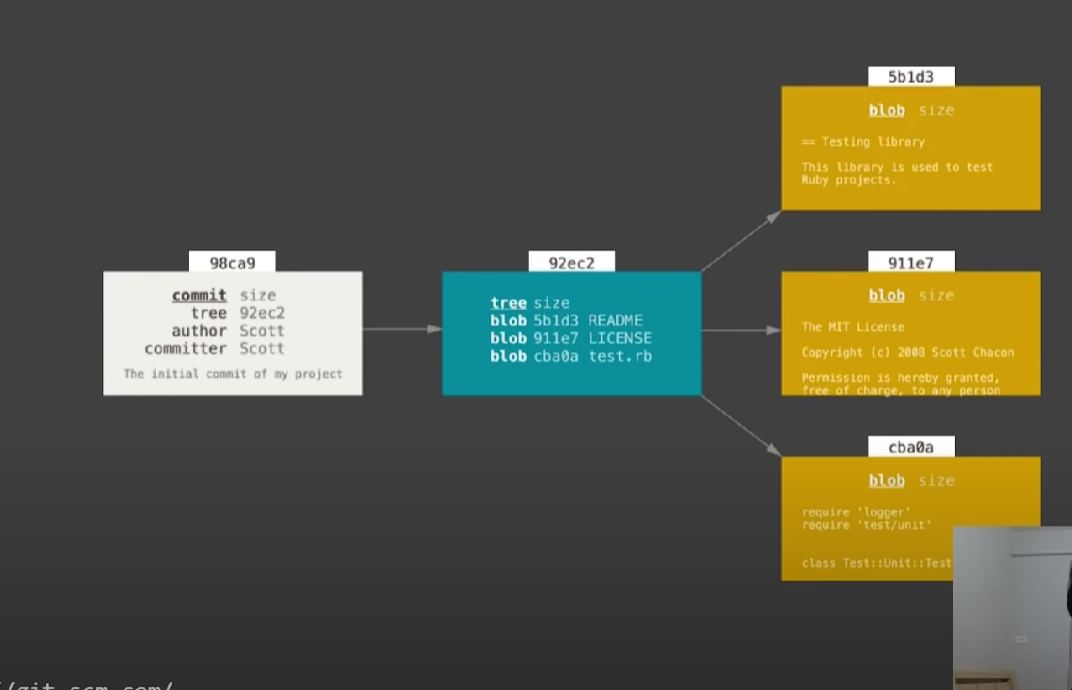 5b1d3
blob size
== Testing library
This library is used to test
Ruby projects.
98ca9
commit size
tree 92ec2
author Scott
committer Scott
The initial commit of my project
92ec2
tree size
blob 5b1d3 README
blob 911e7 LICENSE
blob cba0a test.rb
911e7
blob size
The MIT License
Copyright (c) 2008 Scott Chacon
Permission is hereby granted,
free of charge, to any person
cba0a
blob size
require 'logger'
require 'test/unit'
class Test::Unit::Test
//git-scm.com/